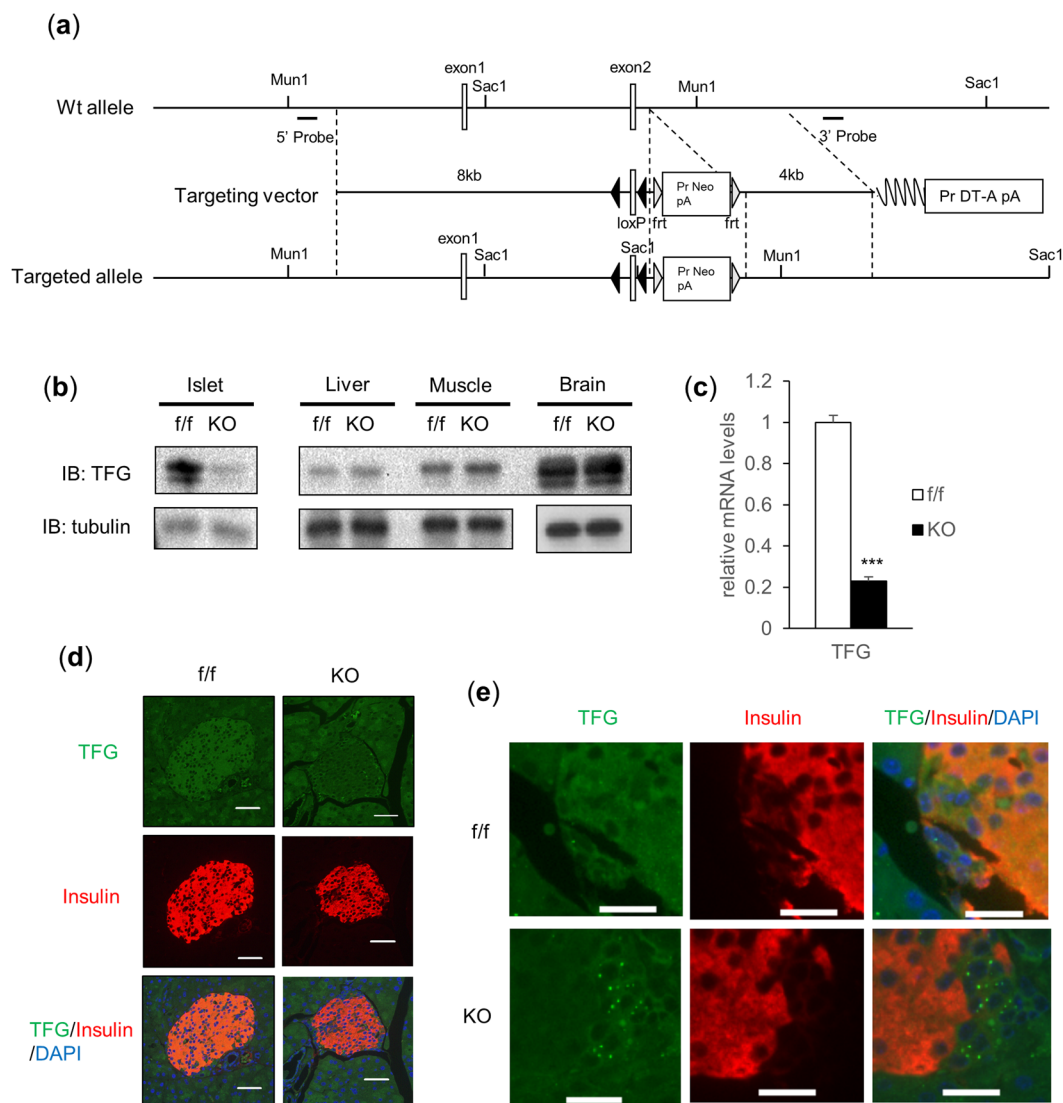 (a)
exon1
exon2
Mun1
Sac1
Mun1
Sac1
Wt allele
5' Probe
3' Probe
Targeting vector
8kb
Pr Neo
pA
4kb
Pr DT-A pA
loxP
frt
frt
exon1
Mun1
Sac1
Sac1
Mun1
Sac1
Targeted allele
Pr Neo
pA
(b)
Islet
Liver
Muscle
Brain
f/f KO
f/f KO
f/f KO
f/f KO
IB: TFG
IB: tubulin
(c)
relative mRNA levels
1.2
1
0.8
0.6
0.4
0.2
0
***
TFG
f/f
KO
(d)
f/f
KO
TFG
Insulin
TFG/Insulin
/DAPI
(e)
TFG
Insulin
TFG/Insulin/DAPI
f/f
KO